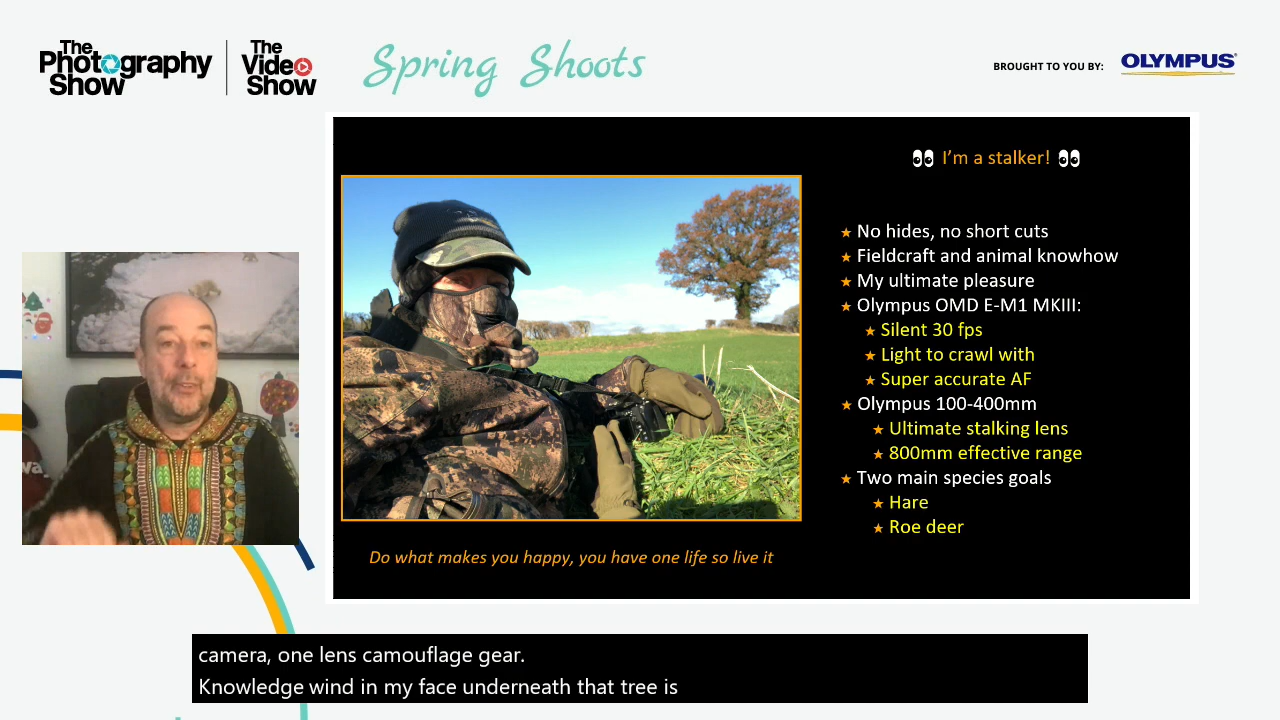 The
Photography
Show
The
Video
Show
Spring Shoots
BROUGHT TO YOU BY:
OLYMPUS
👀 I'm a stalker! 👀
★ No hides, no short cuts
★ Fieldcraft and animal knowhow
★ My ultimate pleasure
★ Olympus OMD E-M1 MKIII:
★ Silent 30 fps
★ Light to crawl with
★ Super accurate AF
★ Olympus 100-400mm
★ Ultimate stalking lens
★ 800mm effective range
★ Two main species goals
★ Hare
★ Roe deer
Do what makes you happy, you have one life so live it
camera, one lens camouflage gear.
Knowledge wind in my face underneath that tree is